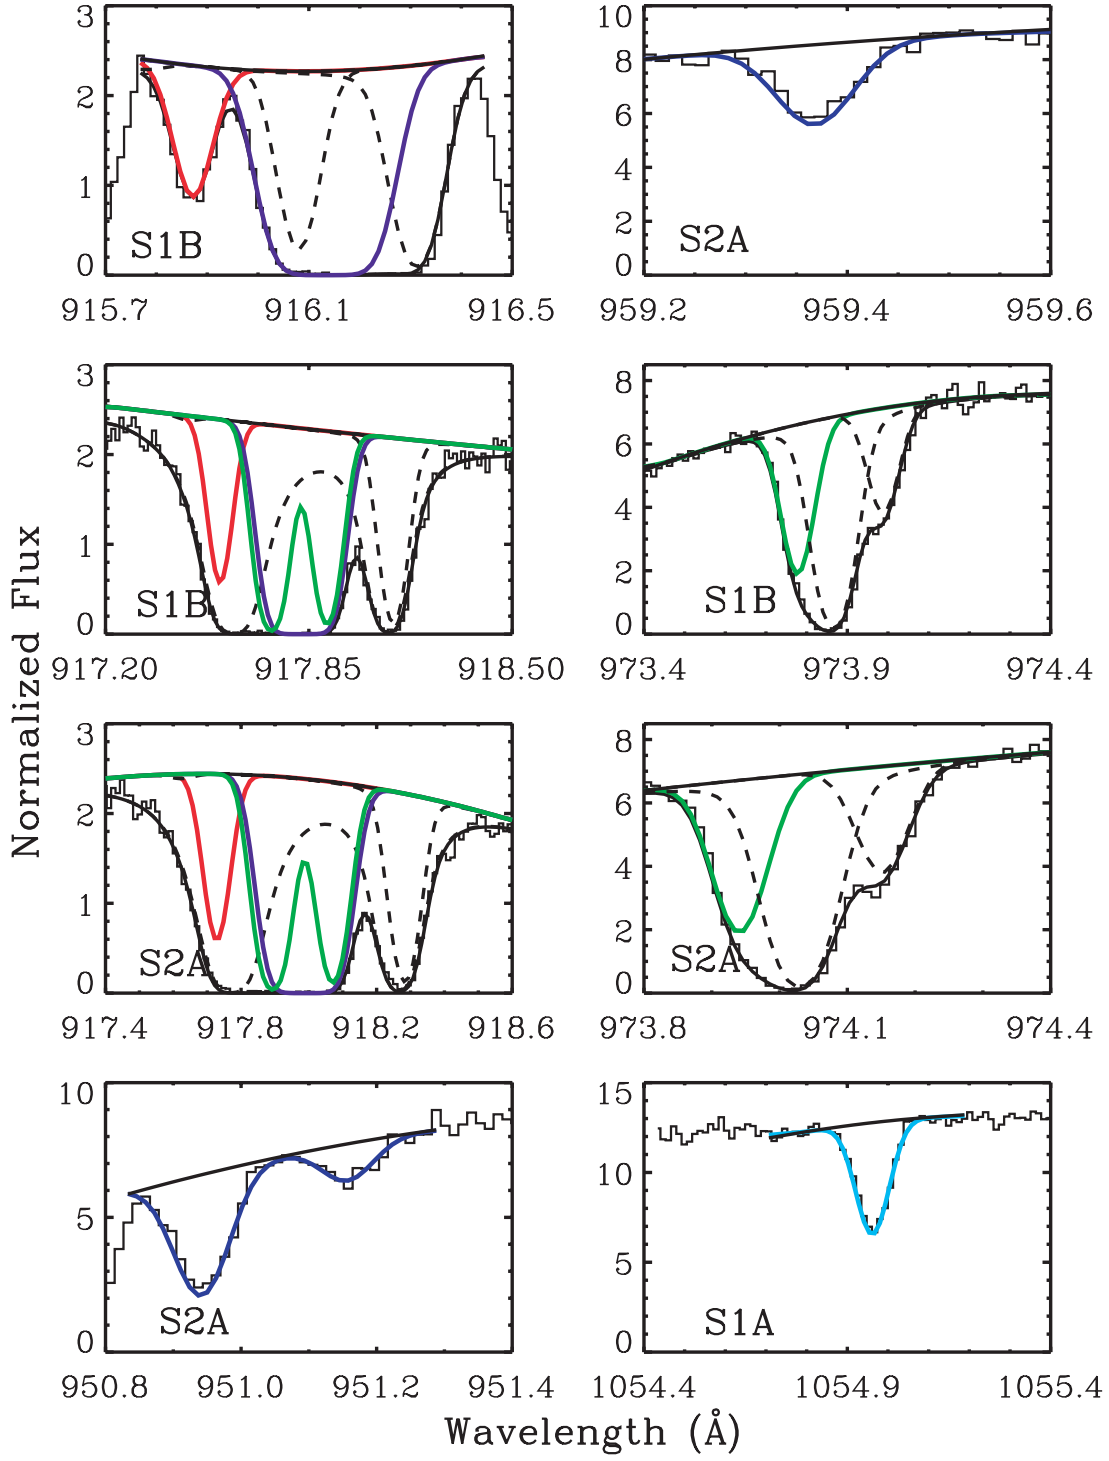 3
2
1
0
S1B
915.7 916.1 916.5
10
8
6
4
2
0
S2A
959.2 959.4 959.6
3
2
1
0
S1B
917.20 917.85 918.50
8
6
4
2
0
S1B
973.4 973.9 974.4
3
2
1
0
S2A
917.4 917.8 918.2 918.6
8
6
4
2
0
S2A
973.8 974.1 974.4
10
5
0
S2A
950.8 951.0 951.2 951.4
15
13
10
5
0
S1A
1054.4 1054.9 1055.4
Normalized Flux
Wavelength (Å)